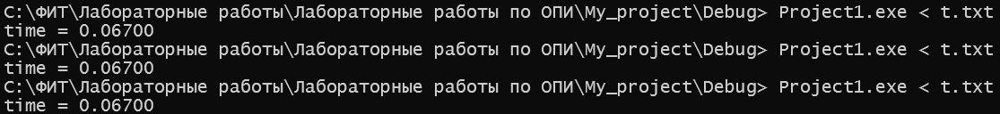 C:\ФИТ\Лабораторные работы\Лабораторные работы по ОПИ\My_project\Debug> Project1.exe < t.txt
time = 0.06700
C:\ФИТ\Лабораторные работы\Лабораторные работы по ОПИ\My_project\Debug> Project1.exe < t.txt
time = 0.06700
C:\ФИТ\Лабораторные работы\Лабораторные работы по ОПИ\My_project\Debug> Project1.exe < t.txt
time = 0.06700